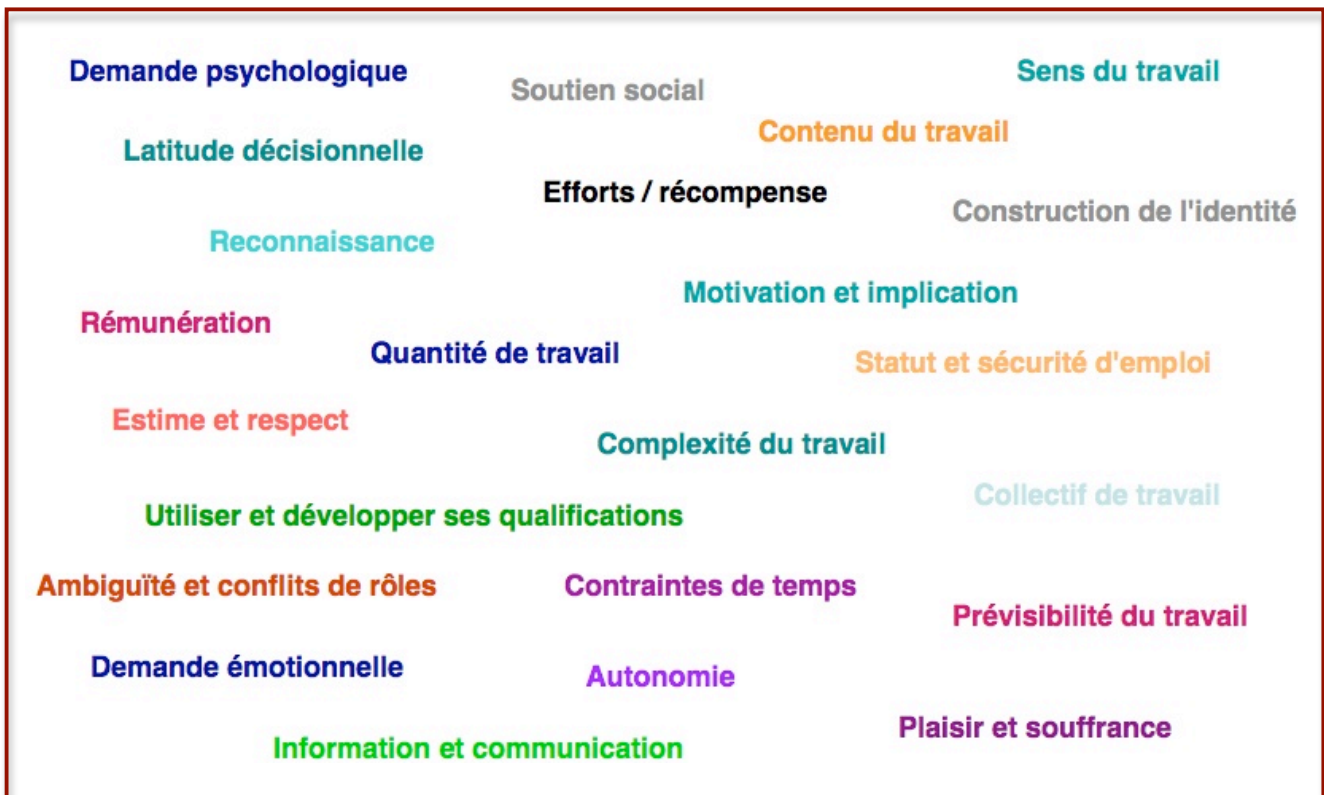 Demande psychologique
Soutien social
Sens du travail
Contenu du travail
Latitude décisionnelle
Efforts / récompense
Construction de l'identité
Reconnaissance
Motivation et implication
Rémunération
Quantité de travail
Statut et sécurité d'emploi
Estime et respect
Complexité du travail
Collectif de travail
Utiliser et développer ses qualifications
Ambiguïté et conflits de rôles
Contraintes de temps
Prévisibilité du travail
Demande émotionnelle
Autonomie
Plaisir et souffrance
Information et communication